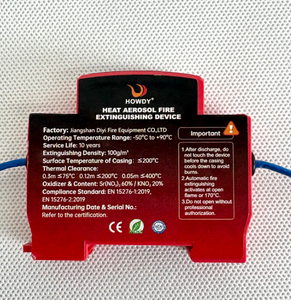 HOWDY
HEAT AEROSOL FIRE
EXTINGUISHING DEVICE
Factory: Jiangshan Diyi Fire Equipment CO,.LTD
Operating Temperature Range: -50°C to +90°C
Service Life: 10 years
Extinguishing Density: 100g/m³
Surface Temperature of Casing: ≤200°C
Thermal Clearance:
0.5m ≤75°C 0.12m ≤200°C 0.05m ≤400°C
Oxidizer & Content: Sr(NO₃)₂ 60% / KNO₃ 20%
Compliance Standard: EN 15276-1:2019,
EN 15276-2:2019
Manufacturing Date & Serial No.:
Refer to the certification.
Important
1.After discharge, do
not touch the device
before the casing
cools down to avoid
burns.
2.Automatic fire
extinguishing
activates at open
flame or 170°C.
3.Do not open without
professional
authorization.